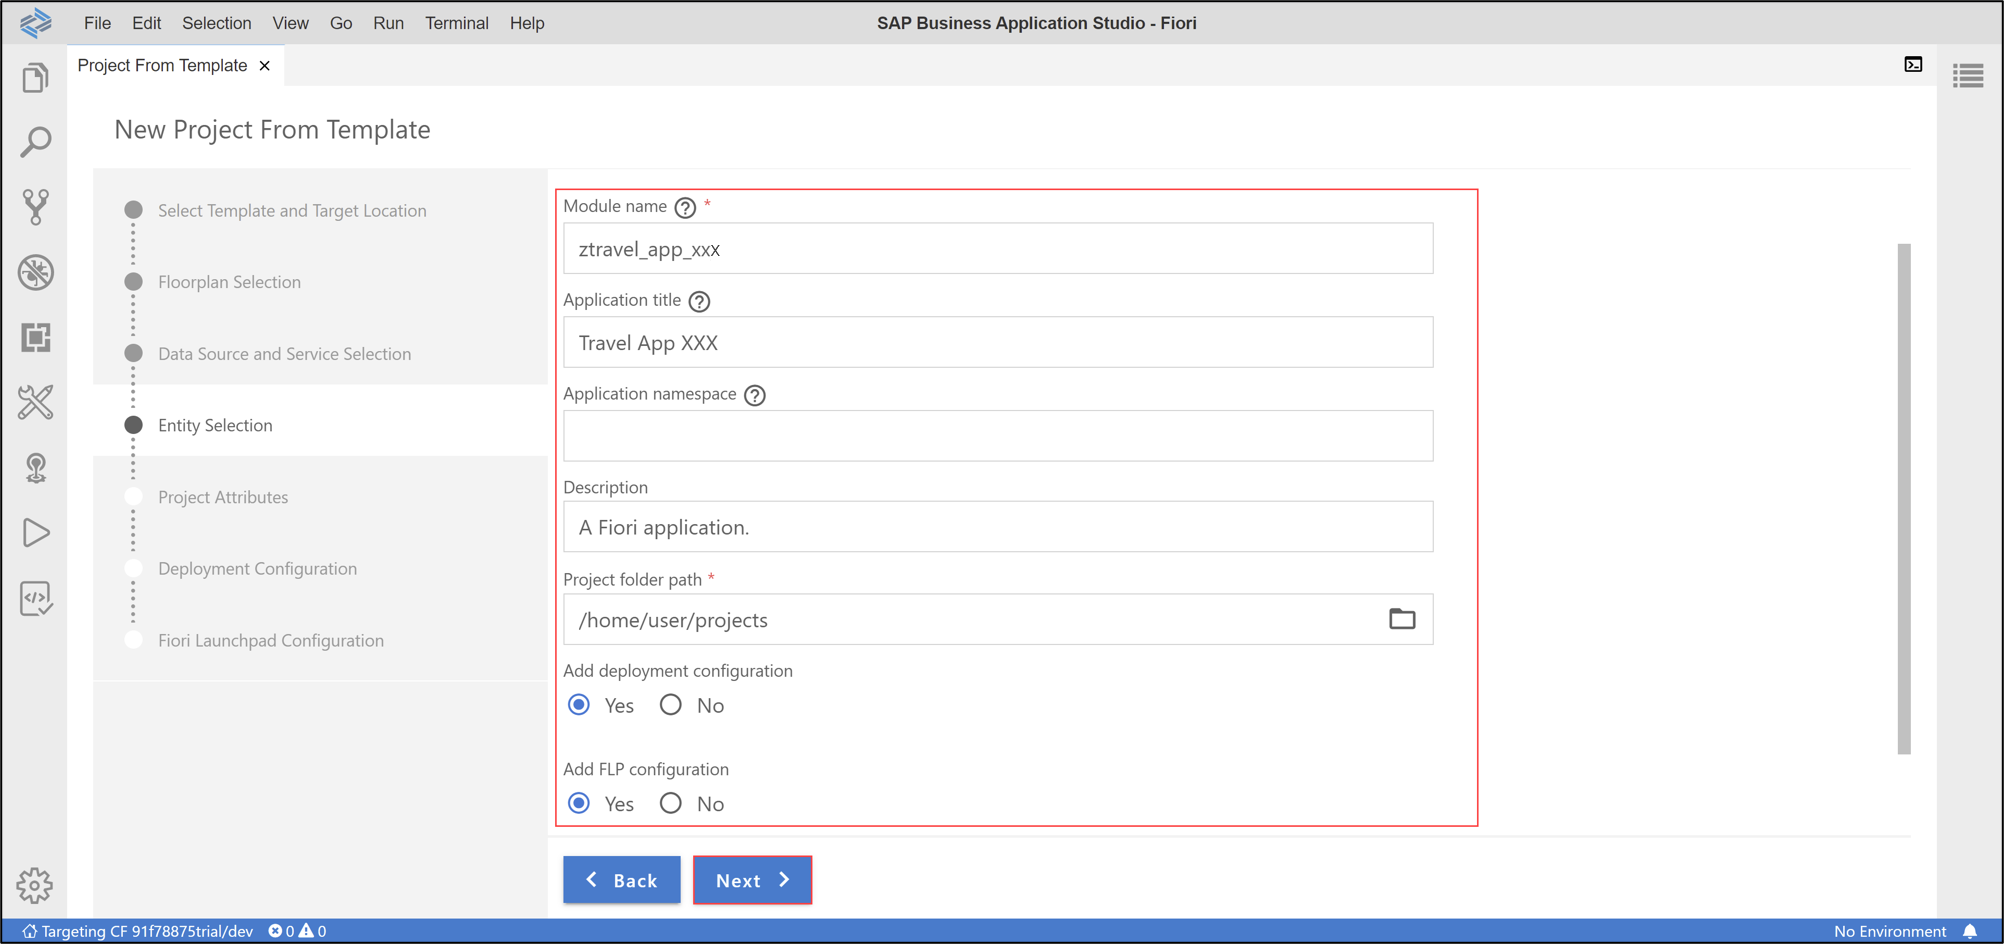 File Edit Selection View Go Run Terminal Help
SAP Business Application Studio - Fiori
Project From Template
New Project From Template
Select Template and Target Location
Floorplan Selection
Data Source and Service Selection
Entity Selection
Project Attributes
Deployment Configuration
Fiori Launchpad Configuration
Module name ? *
ztravel_app_xxx
Application title ?
Travel App XXX
Application namespace ?
Description
A Fiori application.
Project folder path *
/home/user/projects
Add deployment configuration
Yes No
Add FLP configuration
Yes No
Back Next
Targeting CF 91f78875trial/dev 0 0
No Environment